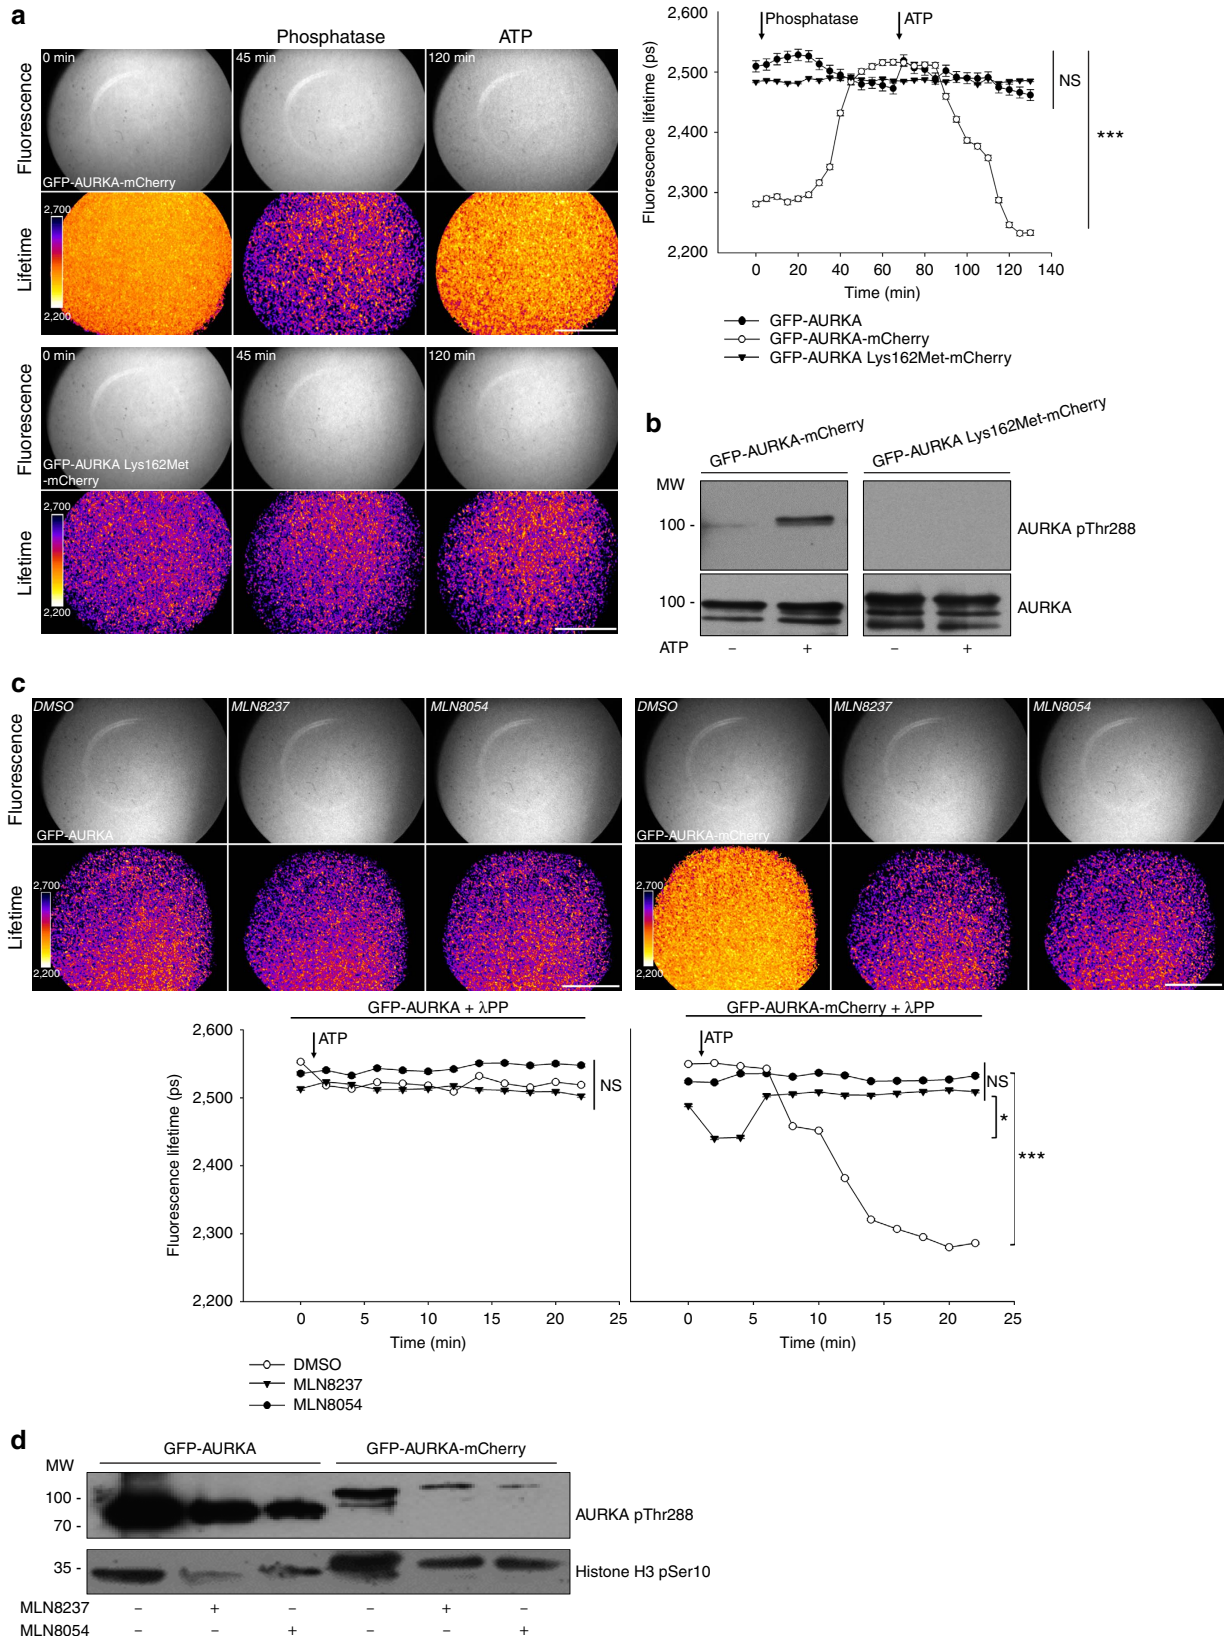 a
Phosphatase
ATP
Fluorescence
0 min
45 min
120 min
GFP-AURKA-mCherry
Lifetime
2,700
2,200
Fluorescence
0 min
45 min
120 min
GFP-AURKA Lys162Met
-mCherry
Lifetime
2,700
2,200
Fluorescence lifetime (ps)
2,600
2,500
2,400
2,300
2,200
Phosphatase
ATP
NS
***
0 20 40 60 80 100 120 140
Time (min)
GFP-AURKA
GFP-AURKA-mCherry
GFP-AURKA Lys162Met-mCherry
b
GFP-AURKA-mCherry
GFP-AURKA Lys162Met-mCherry
MW
100 -
AURKA pThr288
100 -
AURKA
ATP – + – +
c
Fluorescence
DMSO
MLN8237
MLN8054
GFP-AURKA
DMSO
MLN8237
MLN8054
GFP-AURKA-mCherry
Lifetime
2,700
2,200
2,700
2,200
GFP-AURKA + λPP
GFP-AURKA-mCherry + λPP
Fluorescence lifetime (ps)
2,600
2,500
2,400
2,300
2,200
ATP
NS
0 5 10 15 20 25
Time (min)
ATP
NS
*
***
0 5 10 15 20 25
Time (min)
DMSO
MLN8237
MLN8054
d
GFP-AURKA
GFP-AURKA-mCherry
MW
100 -
70 -
AURKA pThr288
35 -
Histone H3 pSer10
MLN8237 – + – – + –
MLN8054 – – + – – +